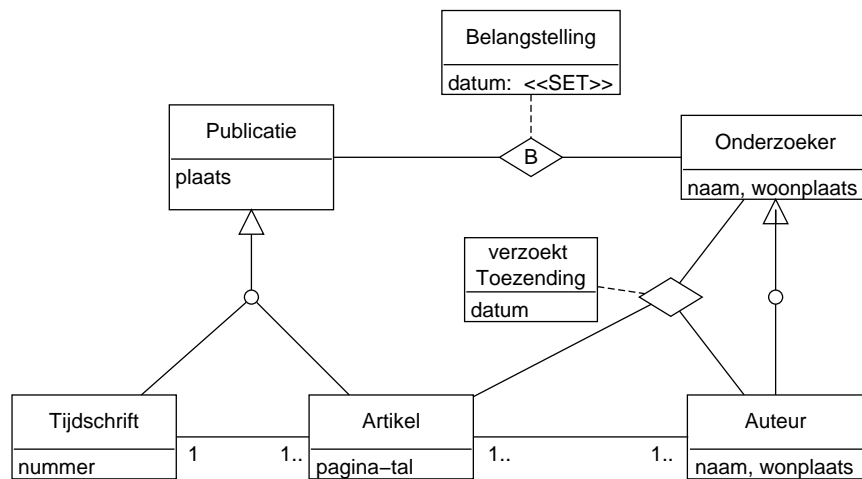 Belangstelling
datum: <<SET>>
Publicatie
plaats
B
Onderzoeker
naam, woonplaats
verzoekt
Toezending
datum
Tijdschrift
nummer
1
1..
Artikel
pagina–tal
1..
1..
Auteur
naam, wonplaats